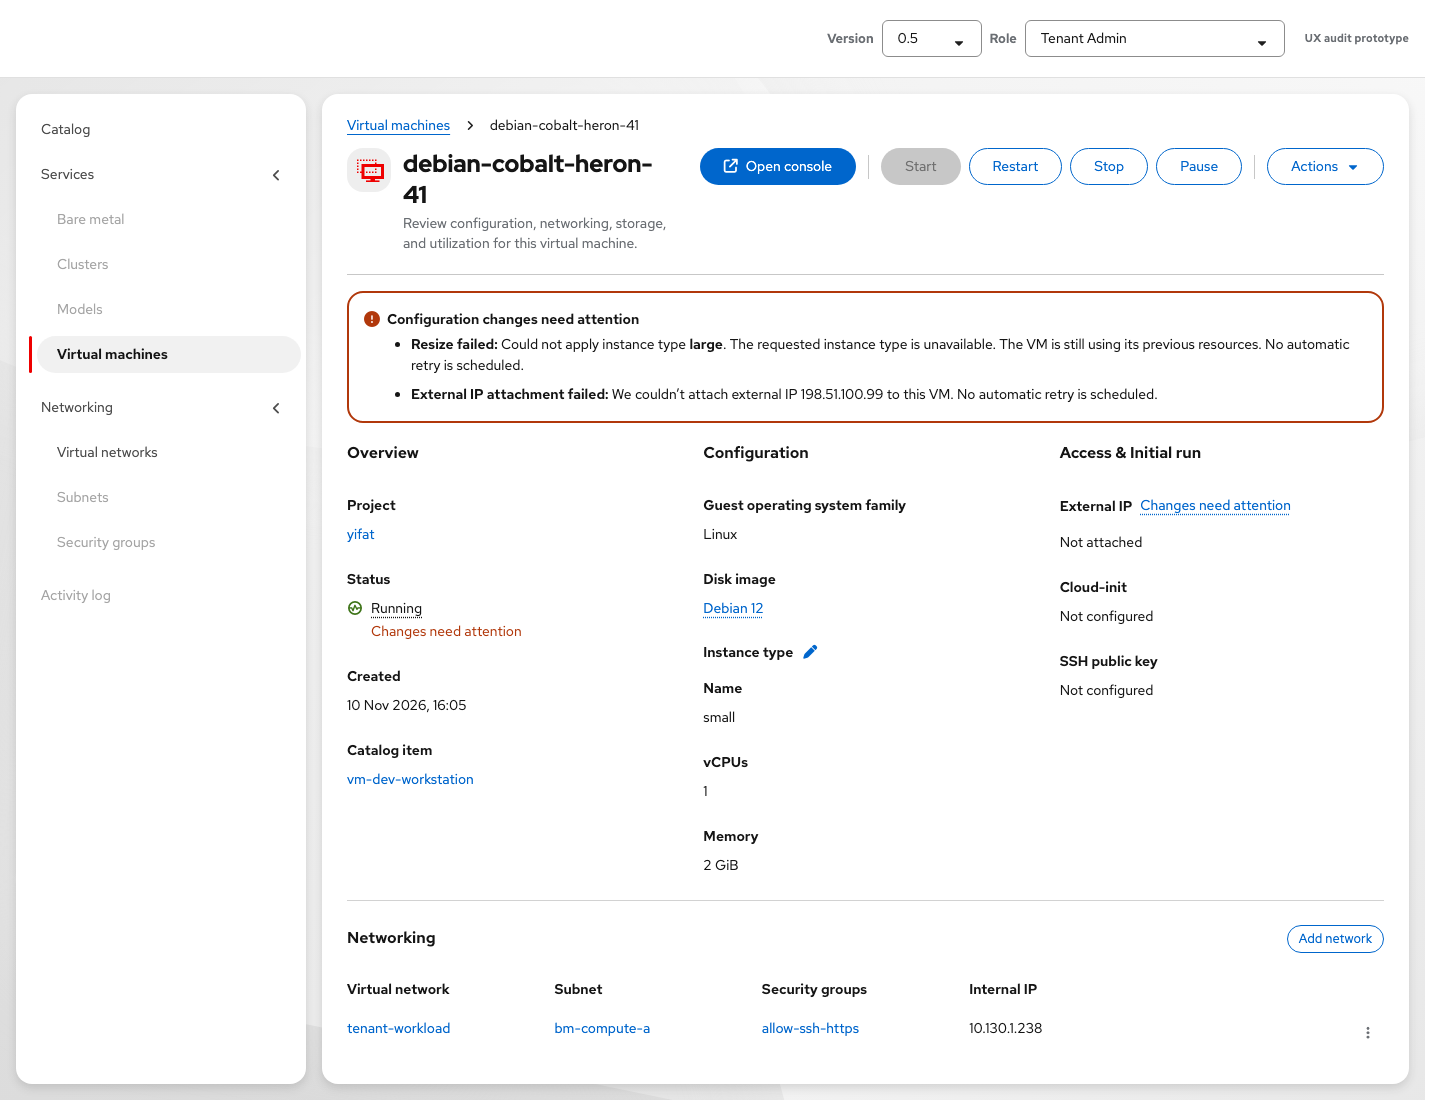 Version 0.5 Role Tenant Admin UX audit prototype
Catalog
Services
Bare metal
Clusters
Models
Virtual machines
Networking
Virtual networks
Subnets
Security groups
Activity log
Virtual machines debian-cobalt-heron-41
debian-cobalt-heron-
41
Review configuration, networking, storage,
and utilization for this virtual machine.
Open console Start Restart Stop Pause Actions
Configuration changes need attention
• Resize failed: Could not apply instance type large. The requested instance type is unavailable. The VM is still using its previous resources. No automatic
retry is scheduled.
• External IP attachment failed: We couldn’t attach external IP 198.51.100.99 to this VM. No automatic retry is scheduled.
Overview
Project
yifat
Status
Running
Changes need attention
Created
10 Nov 2026, 16:05
Catalog item
vm-dev-workstation
Configuration
Guest operating system family
Linux
Disk image
Debian 12
Instance type
Name
small
vCPUs
1
Memory
2 GiB
Access & Initial run
External IP Changes need attention
Not attached
Cloud-init
Not configured
SSH public key
Not configured
Networking Add network
Virtual network Subnet Security groups Internal IP
tenant-workload bm-compute-a allow-ssh-https 10.130.1.238